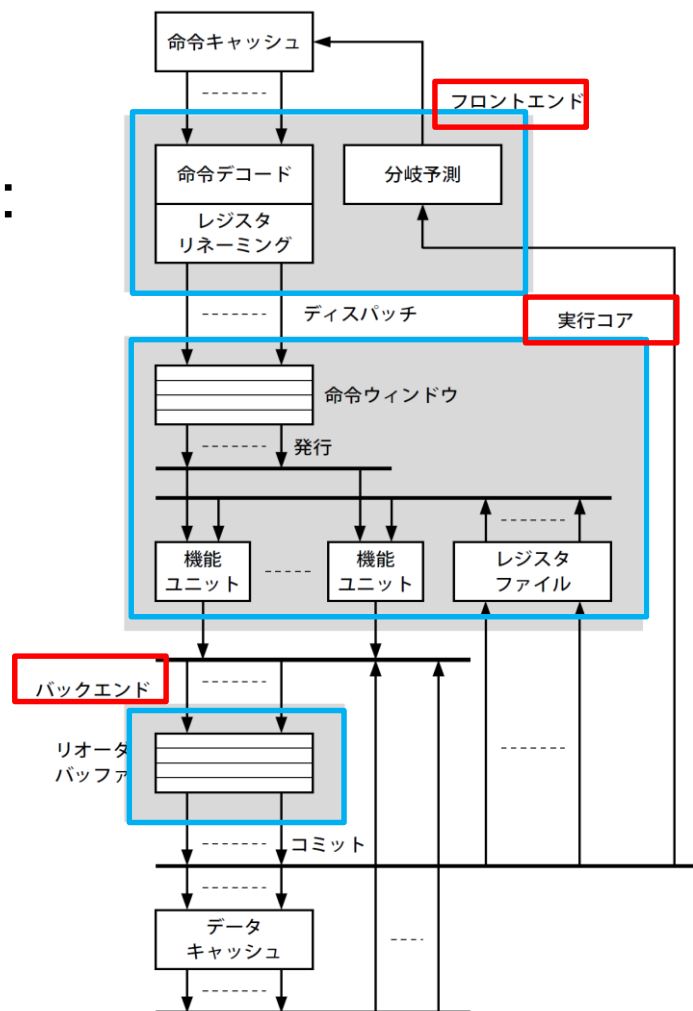 命令キャッシュ
フロントエンド
:
命令デコード
分岐予測
レジスタ
リネーミング
ディスパッチ
実行コア
命令ウィンドウ
発行
機能
ユニット
機能
ユニット
レジスタ
ファイル
バックエンド
リオーダ
バッファ
コミット
データ
キャッシュ